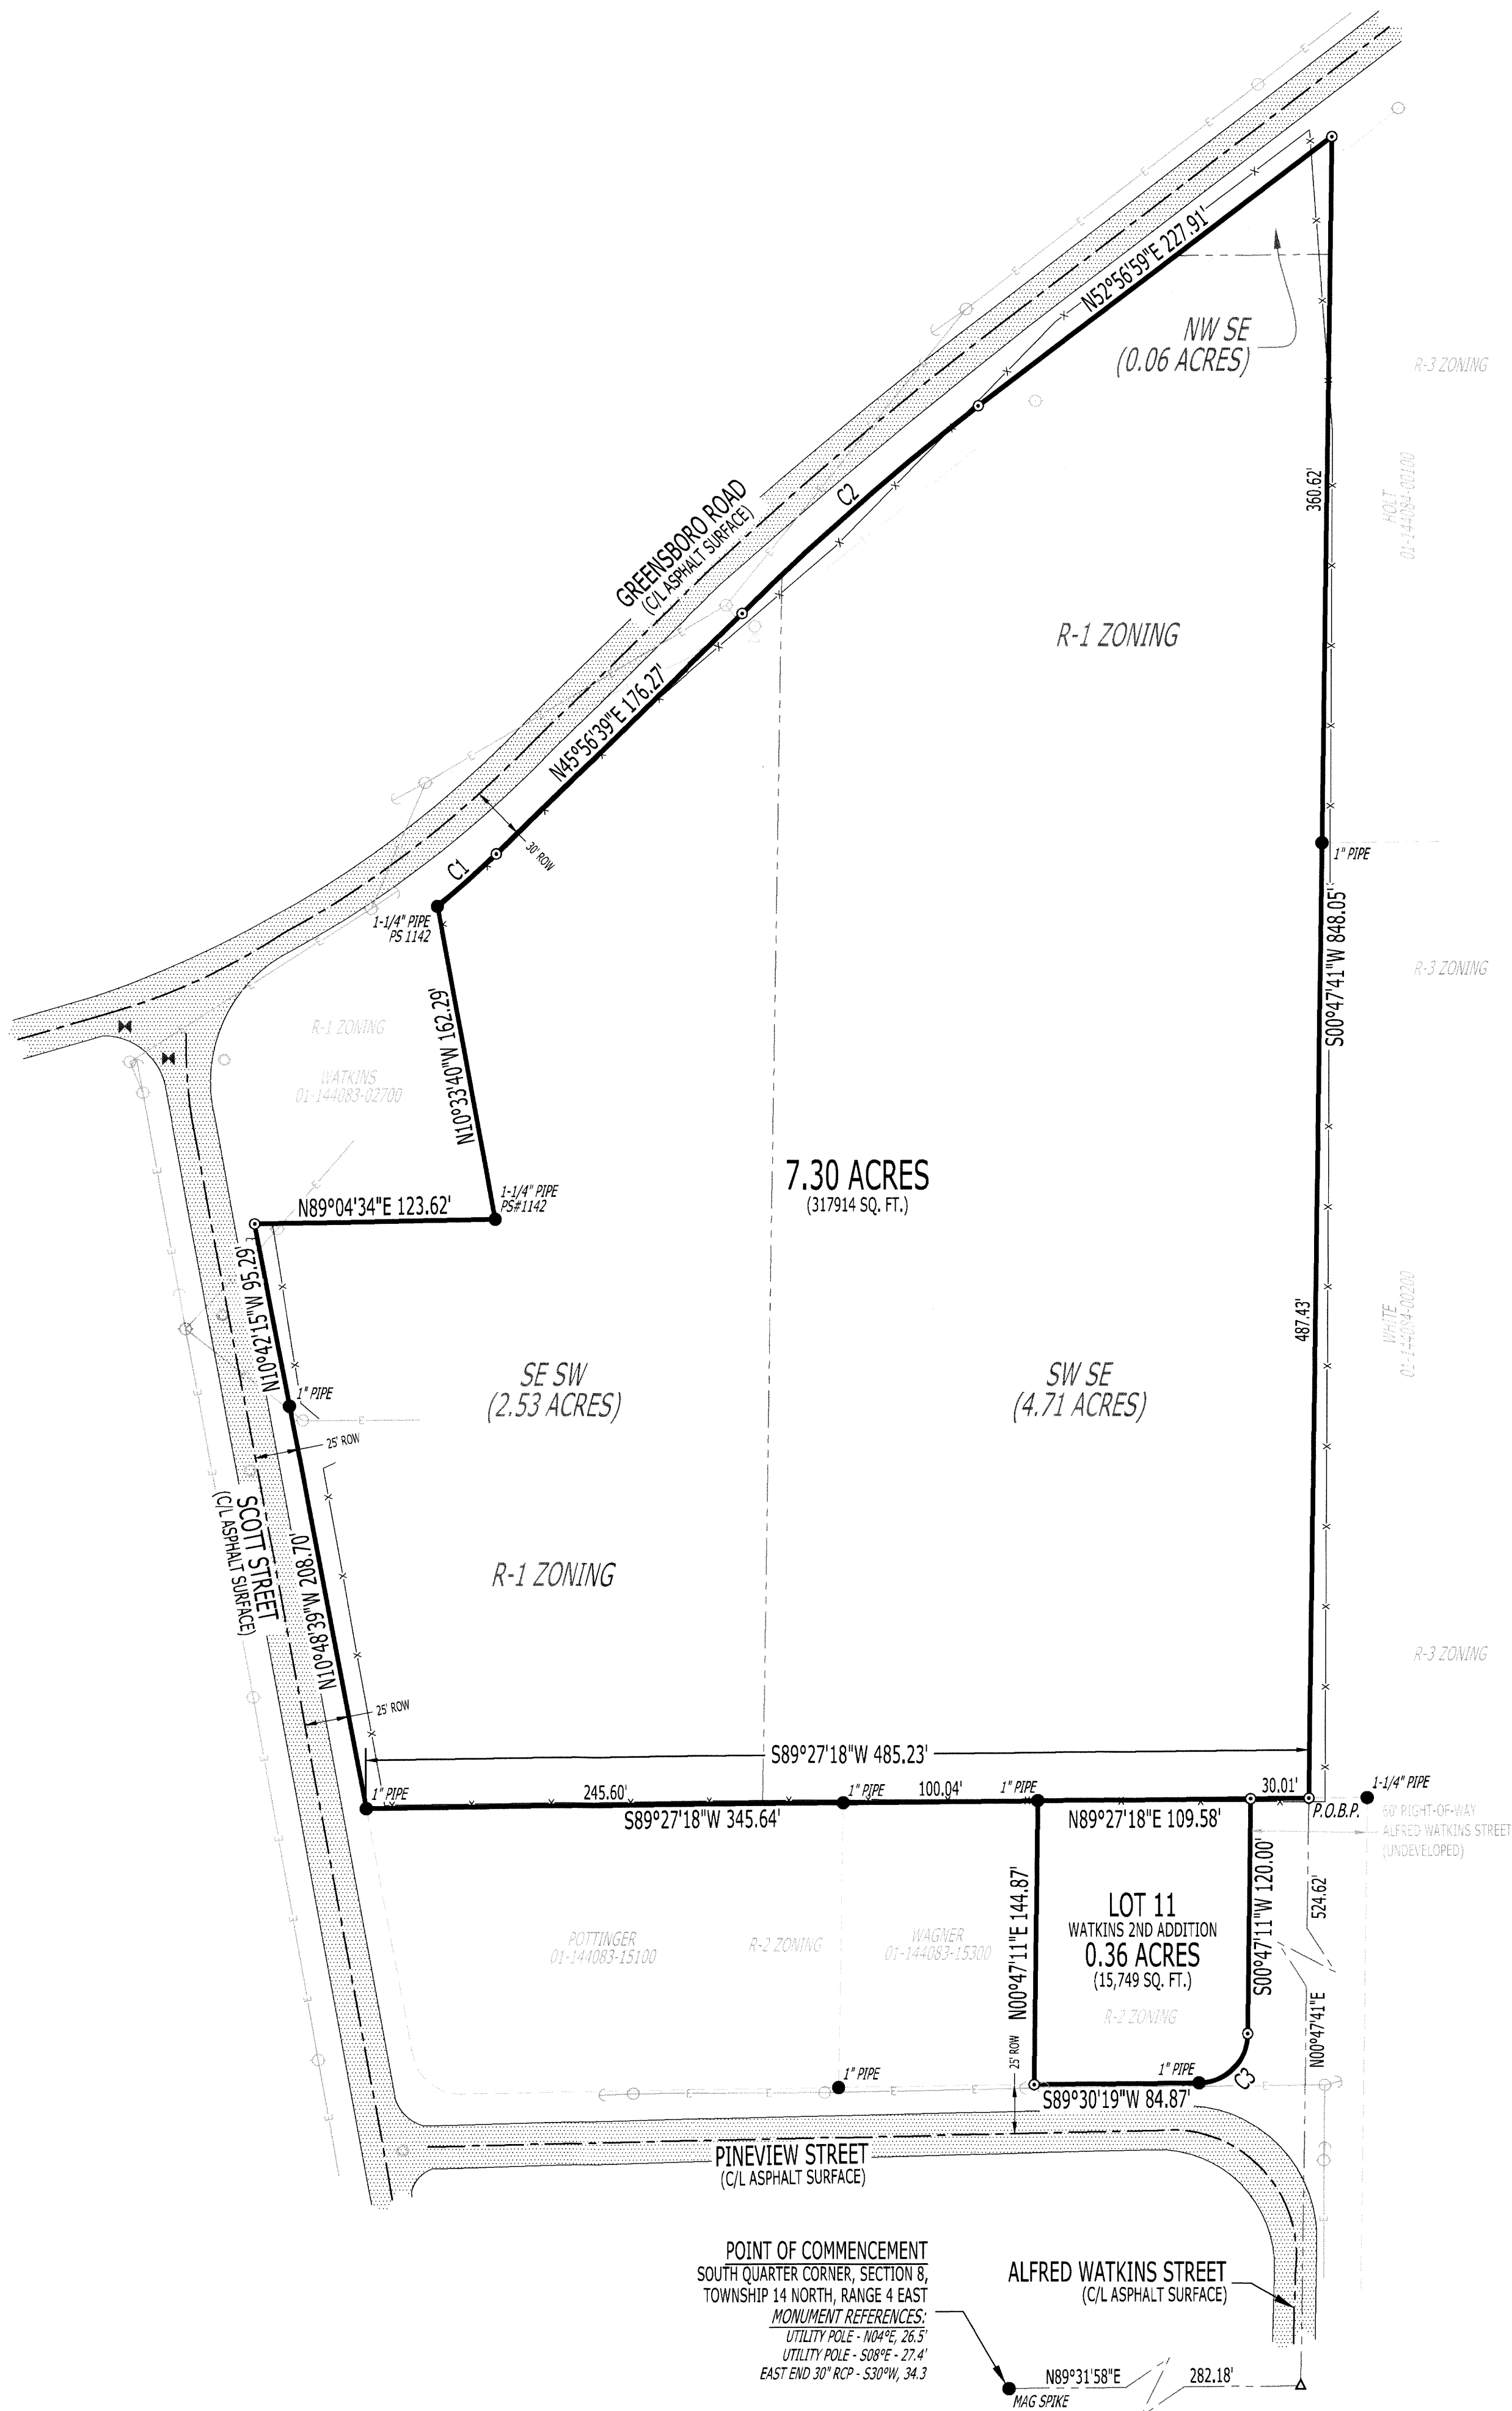 N52°56'59"E 227.91'
NW SE
(0.06 ACRES)
R-3 ZONING
360.62'
HOLT
01-144084-00100
C2
GREENSBORO ROAD
(C/L ASPHALT SURFACE)
R-1 ZONING
N45°56'39"E 176.27'
30' ROW
C1
1" PIPE
1-1/4" PIPE
PS 1142
S00°47'41"W 848.05'
R-3 ZONING
R-1 ZONING
WATKINS
01-144083-02700
N10°33'40"W 162.29'
7.30 ACRES
(317914 SQ. FT.)
1-1/4" PIPE
PS#1142
N89°04'34"E 123.62'
N10°42'15"W 95.29'
487.43'
WHITE
01-144084-00200
SE SW
(2.53 ACRES)
SW SE
(4.71 ACRES)
1" PIPE
25' ROW
SCOTT STREET
(C/L ASPHALT SURFACE)
N10°48'39"W 208.70'
R-1 ZONING
R-3 ZONING
25' ROW
S89°27'18"W 485.23'
1" PIPE
245.60'
1" PIPE
100.04'
1" PIPE
30.01'
1-1/4" PIPE
S89°27'18"W 345.64'
N89°27'18"E 109.58'
P.O.B.P.
60' RIGHT-OF-WAY
ALFRED WATKINS STREET
(UNDEVELOPED)
N00°47'11"E 144.87'
LOT 11
WATKINS 2ND ADDITION
0.36 ACRES
(15,749 SQ. FT.)
R-2 ZONING
S00°47'11"W 120.00'
524.62'
N00°47'41"E
POTTINGER
01-144083-15100
R-2 ZONING
WAGNER
01-144083-15300
25' ROW
1" PIPE
1" PIPE
C3
S89°30'19"W 84.87'
PINEVIEW STREET
(C/L ASPHALT SURFACE)
POINT OF COMMENCEMENT
SOUTH QUARTER CORNER, SECTION 8,
TOWNSHIP 14 NORTH, RANGE 4 EAST
MONUMENT REFERENCES:
UTILITY POLE - N04°E, 26.5'
UTILITY POLE - S08°E - 27.4'
EAST END 30" RCP - S30°W, 34.3
ALFRED WATKINS STREET
(C/L ASPHALT SURFACE)
MAG SPIKE
N89°31'58"E
282.18'